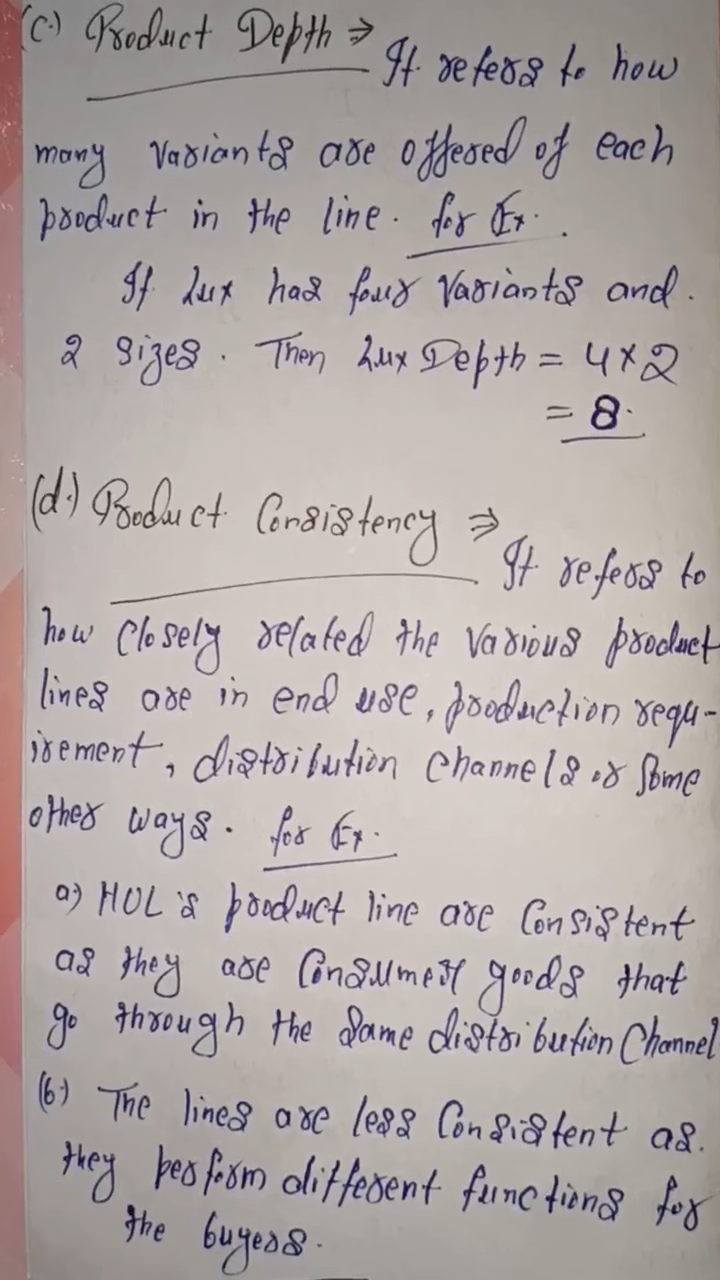 (c.) Product Depth ⇒
It refers to how
many Variants are offered of each
product in the line. for Ex.
If Lux has four Variants and.
2 Sizes. Then Lux Depth = 4×2
= 8.
(d.) Product Consistency ⇒
It refers to
how closely related the various product
lines are in end use, production requ-
irement, distribution channels or Some
other ways. for Ex.
a) HUL's product line are Consistent
as they are Consumer goods that
go through the Same distribution Channel
(b.) The lines are less Consistent as.
they perform different functions for
the buyers.